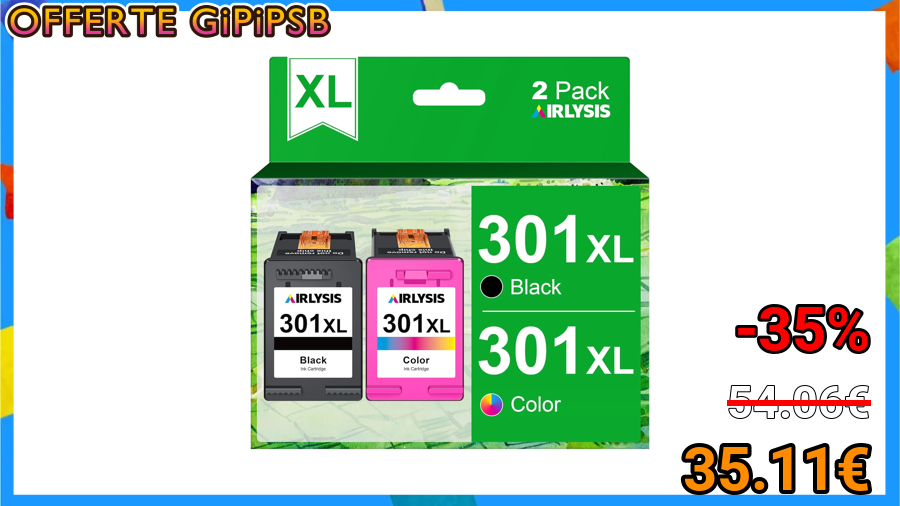 OFFERTE GiPiPSB
XL
2 Pack
AIRLYSIS
301XL
Black
301XL
Color
AIRLYSIS
301XL
Black
Ink Cartridge
AIRLYSIS
301XL
Color
Ink Cartridge
-35%
54.06€
35.11€